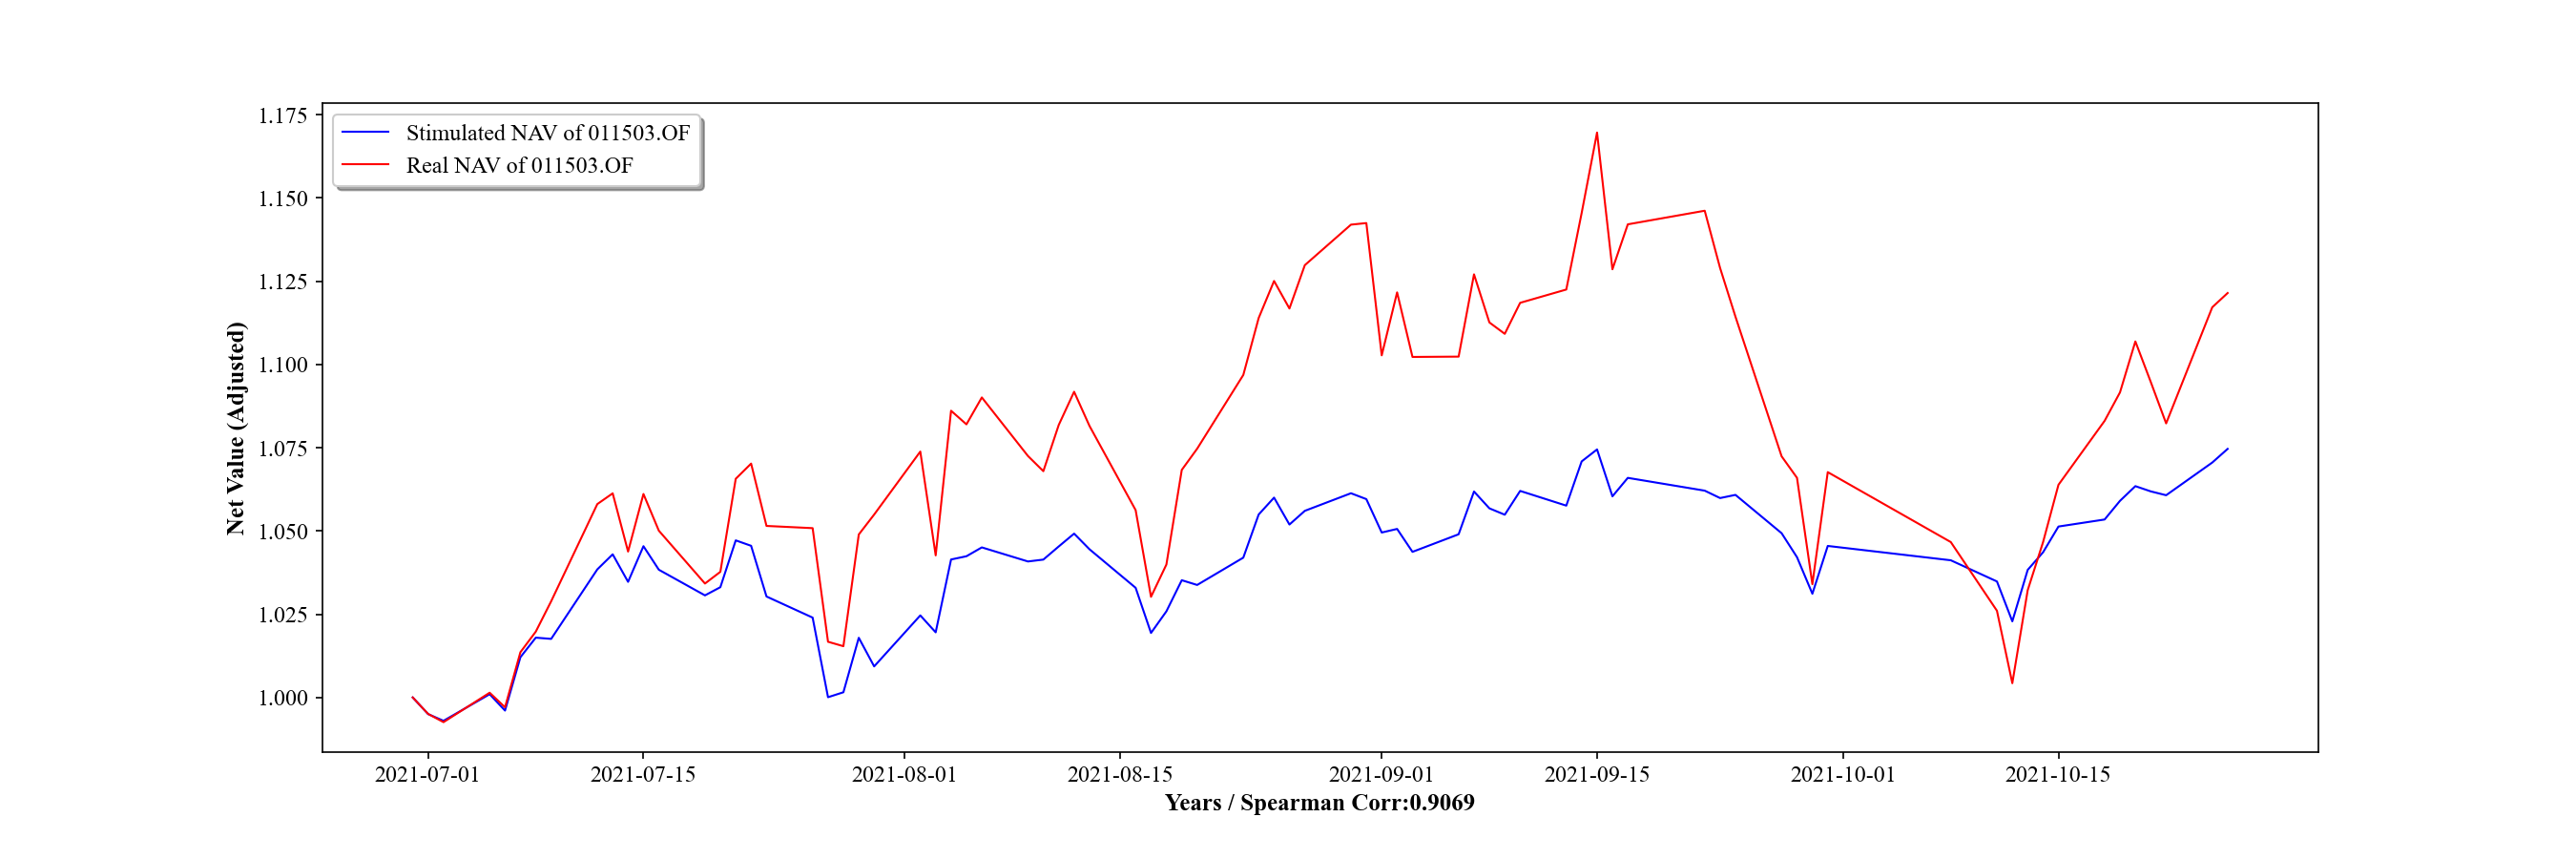 1.175
1.150
1.125
1.100
1.075
1.050
1.025
1.000
Net Value (Adjusted)
Stimulated NAV of 011503.OF
Real NAV of 011503.OF
2021-07-01 2021-07-15 2021-08-01 2021-08-15 2021-09-01 2021-09-15 2021-10-01 2021-10-15
Years / Spearman Corr:0.9069